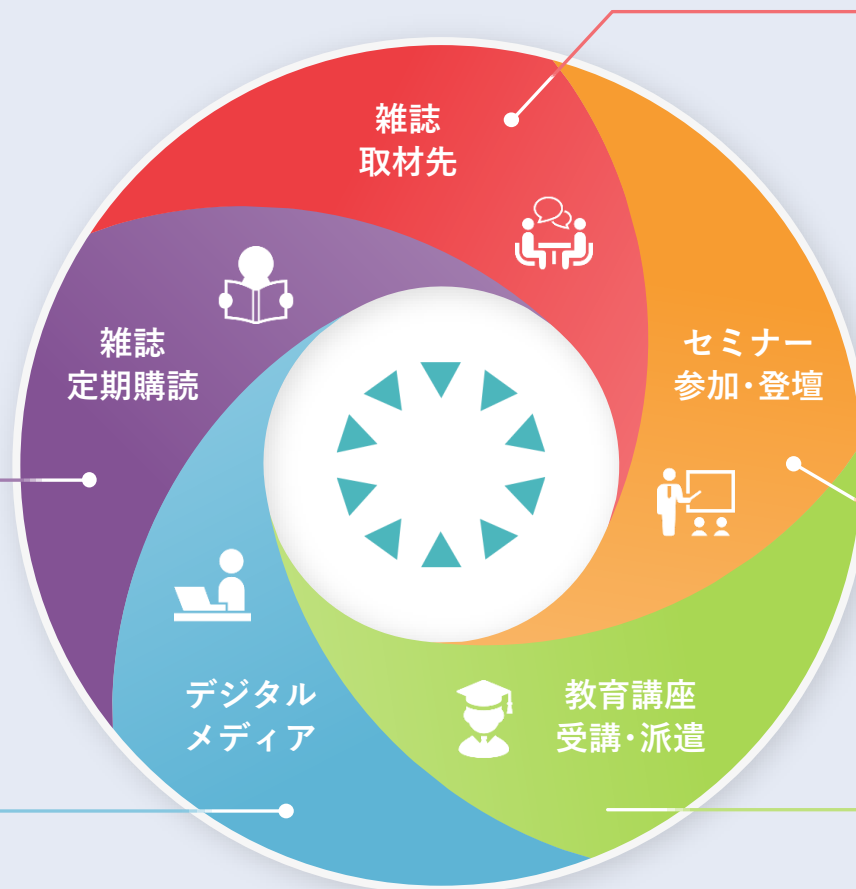 雑誌
取材先
セミナー
参加・登壇
教育講座
受講・派遣
デジタル
メディア
雑誌
定期購読